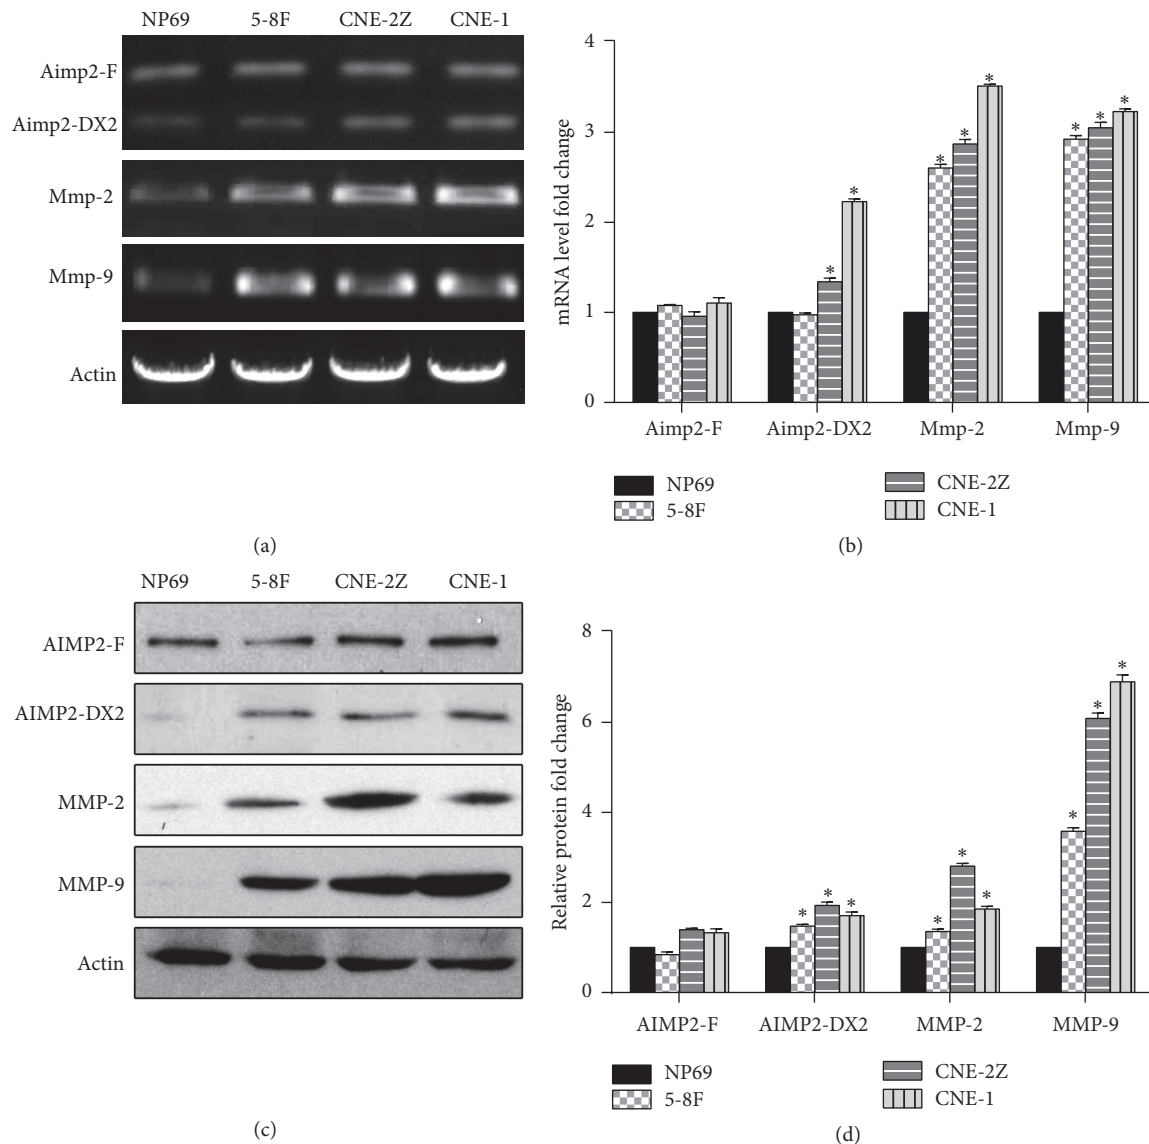 NP69 5-8F CNE-2Z CNE-1
Aimp2-F
Aimp2-DX2
Mmp-2
Mmp-9
Actin
(a)
mRNA level fold change
4
3
2
1
0
* * * * * * * *
Aimp2-F Aimp2-DX2 Mmp-2 Mmp-9
NP69 CNE-2Z
5-8F CNE-1
(b)
NP69 5-8F CNE-2Z CNE-1
AIMP2-F
AIMP2-DX2
MMP-2
MMP-9
Actin
(c)
Relative protein fold change
8
6
4
2
0
* * * * * * * * *
AIMP2-F AIMP2-DX2 MMP-2 MMP-9
NP69 CNE-2Z
5-8F CNE-1
(d)